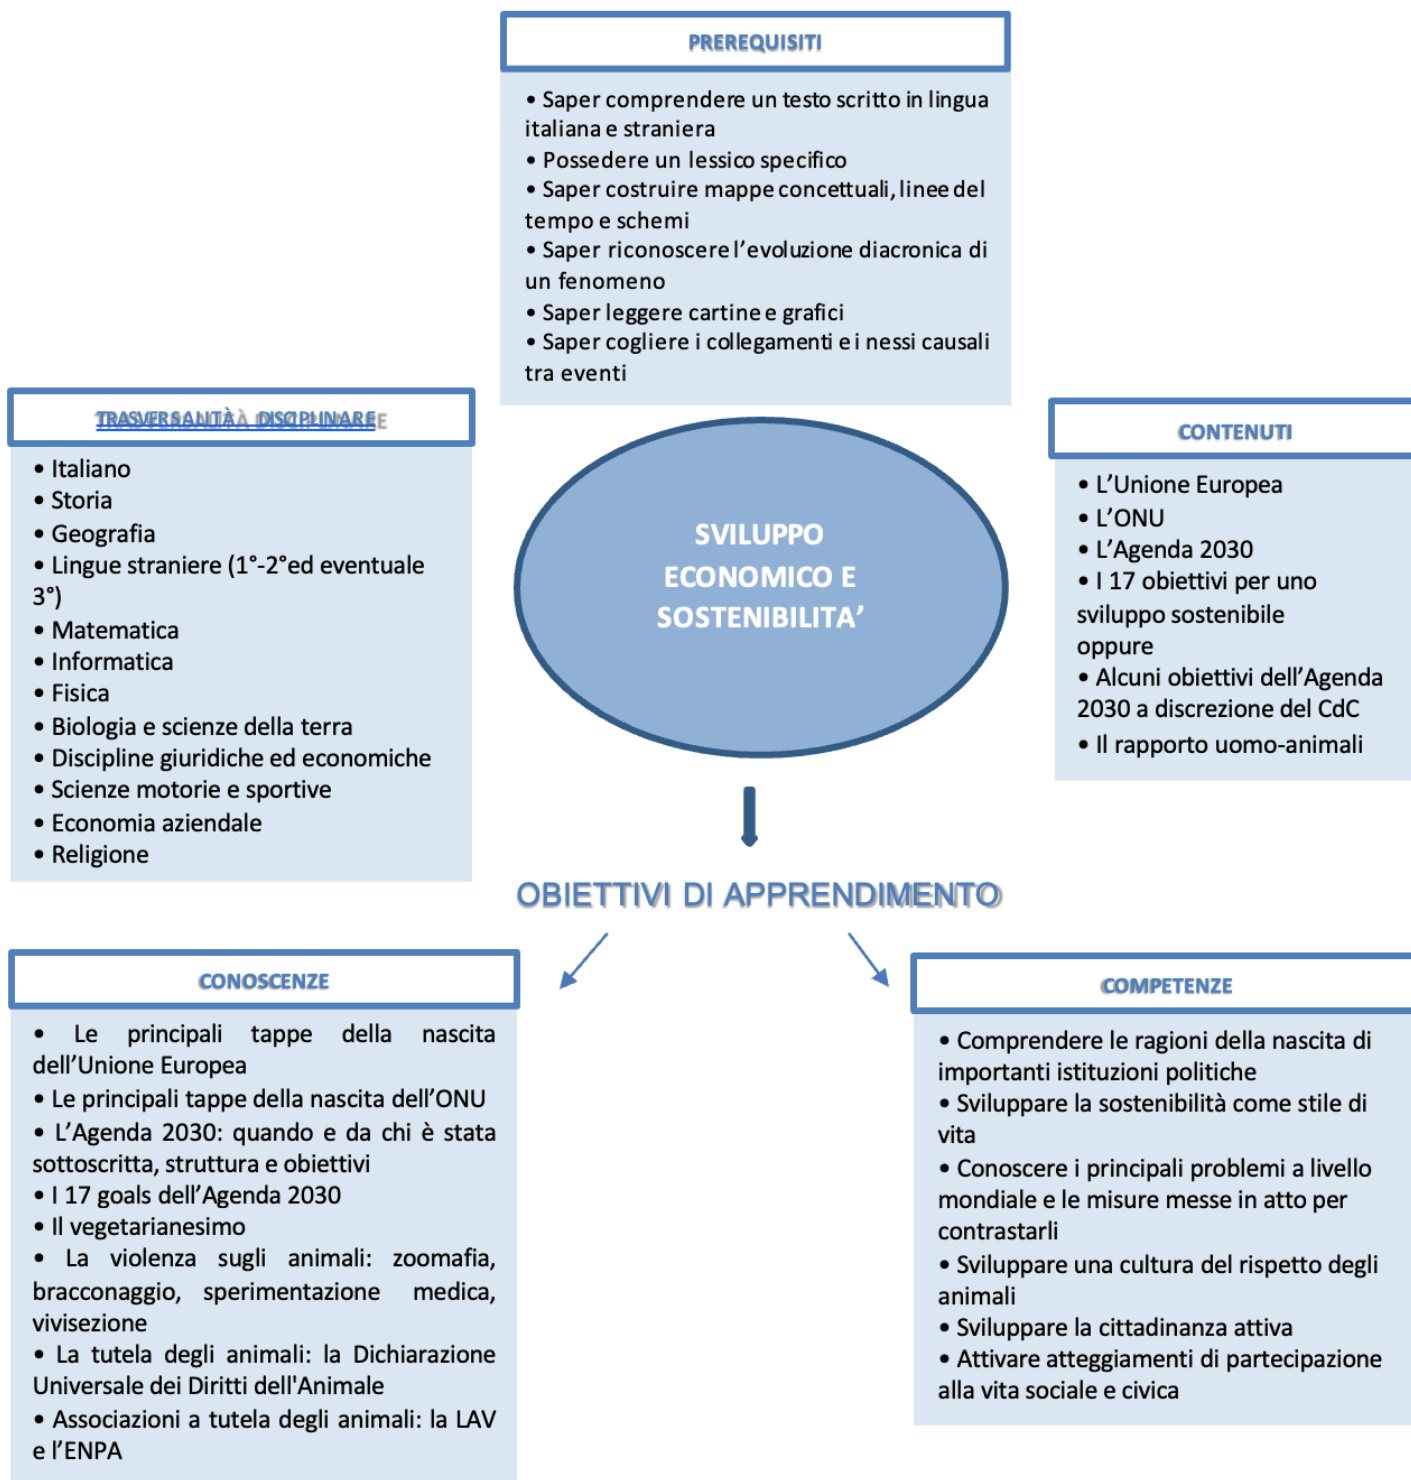 PREREQUISITI
• Saper comprendere un testo scritto in lingua
italiana e straniera
• Possedere un lessico specifico
• Saper costruire mappe concettuali, linee del
tempo e schemi
• Saper riconoscere l’evoluzione diacronica di
un fenomeno
• Saper leggere cartine e grafici
• Saper cogliere i collegamenti e i nessi causali
tra eventi
TRASVERSALITÀ DISCIPLINARE
• Italiano
• Storia
• Geografia
• Lingue straniere (1°-2°ed eventuale
3°)
• Matematica
• Informatica
• Fisica
• Biologia e scienze della terra
• Discipline giuridiche ed economiche
• Scienze motorie e sportive
• Economia aziendale
• Religione
SVILUPPO
ECONOMICO E
SOSTENIBILITA’
CONTENUTI
• L’Unione Europea
• L’ONU
• L’Agenda 2030
• I 17 obiettivi per uno
sviluppo sostenibile
oppure
• Alcuni obiettivi dell’Agenda
2030 a discrezione del CdC
• Il rapporto uomo-animali
OBIETTIVI DI APPRENDIMENTO
CONOSCENZE
• Le principali tappe della nascita
dell’Unione Europea
• Le principali tappe della nascita dell’ONU
• L’Agenda 2030: quando e da chi è stata
sottoscritta, struttura e obiettivi
• I 17 goals dell’Agenda 2030
• Il vegetarianesimo
• La violenza sugli animali: zoomafia,
bracconaggio, sperimentazione medica,
vivisezione
• La tutela degli animali: la Dichiarazione
Universale dei Diritti dell'Animale
• Associazioni a tutela degli animali: la LAV
e l’ENPA
COMPETENZE
• Comprendere le ragioni della nascita di
importanti istituzioni politiche
• Sviluppare la sostenibilità come stile di
vita
• Conoscere i principali problemi a livello
mondiale e le misure messe in atto per
contrastarli
• Sviluppare una cultura del rispetto degli
animali
• Sviluppare la cittadinanza attiva
• Attivare atteggiamenti di partecipazione
alla vita sociale e civica